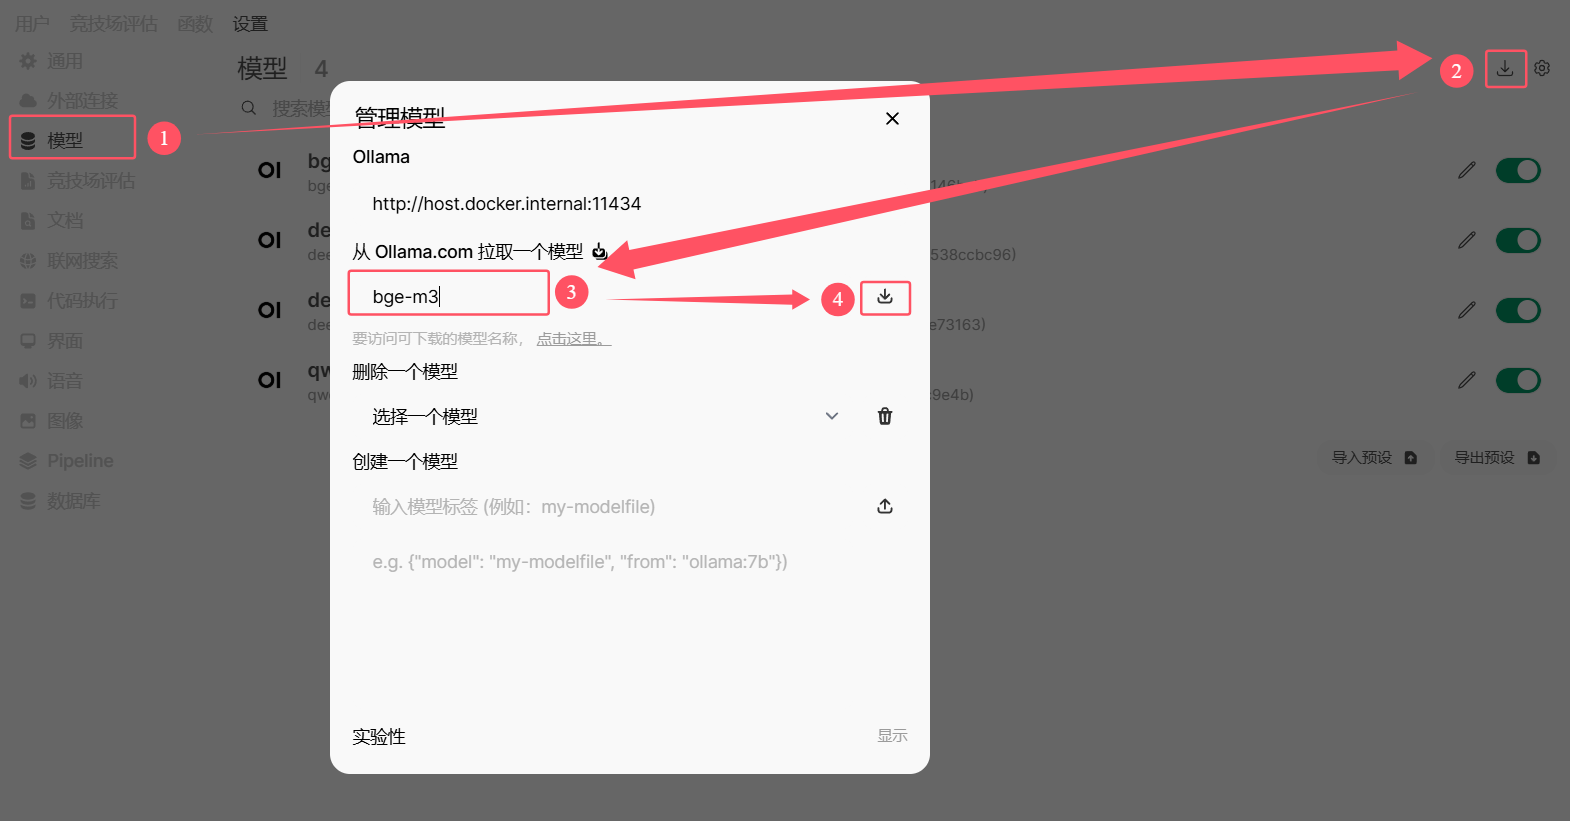 用户 竞技场评估 函数 设置
通用
外部连接
模型
1
竞技场评估
文档
联网搜索
代码执行
界面
语音
图像
Pipeline
数据库
模型 4
2
搜索模
OI bg
bge
OI de
dee
538ccbc96)
OI de
dee
e73163)
OI qw
qw
9e4b)
导入预设
导出预设
管理模型
Ollama
http://host.docker.internal:11434
从 Ollama.com 拉取一个模型
bge-m3
3
4
要访问可下载的模型名称， 点击这里。
删除一个模型
选择一个模型
创建一个模型
输入模型标签 (例如：my-modelfile)
e.g. {"model": "my-modelfile", "from": "ollama:7b"})
实验性
显示